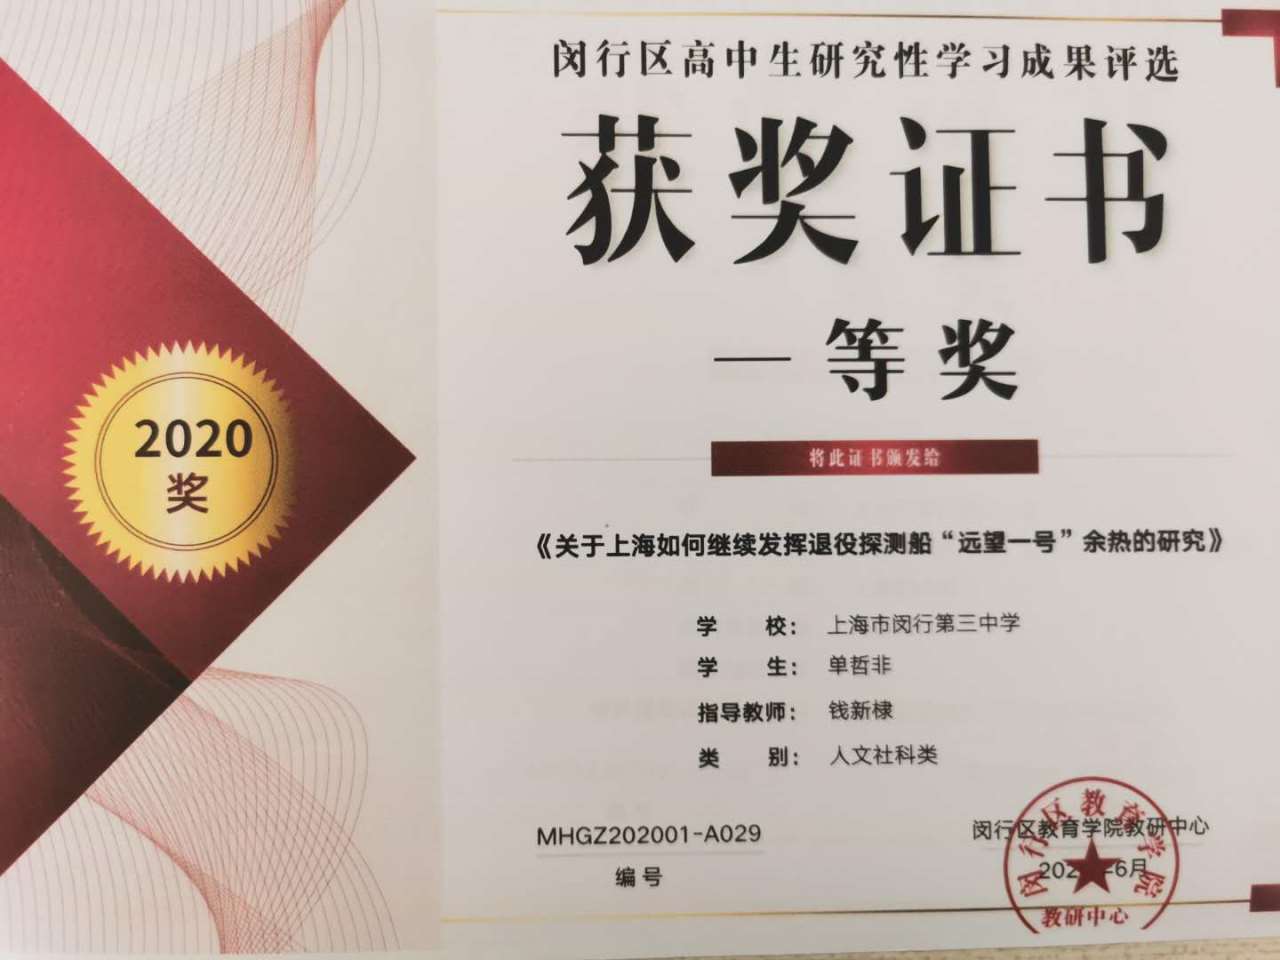 闵行区高中生研究性学习成果评选
获奖证书
一等奖
2020
奖
将此证书颁发给
《关于上海如何继续发挥退役探测船“远望一号”余热的研究》
学 校： 上海市闵行第三中学
学 生： 单哲非
指导教师： 钱新棣
类 别： 人文社科类
MHGZ202001-A029
编号
闵行区教育学院教研中心
6月
闵行区教育学院
教研中心